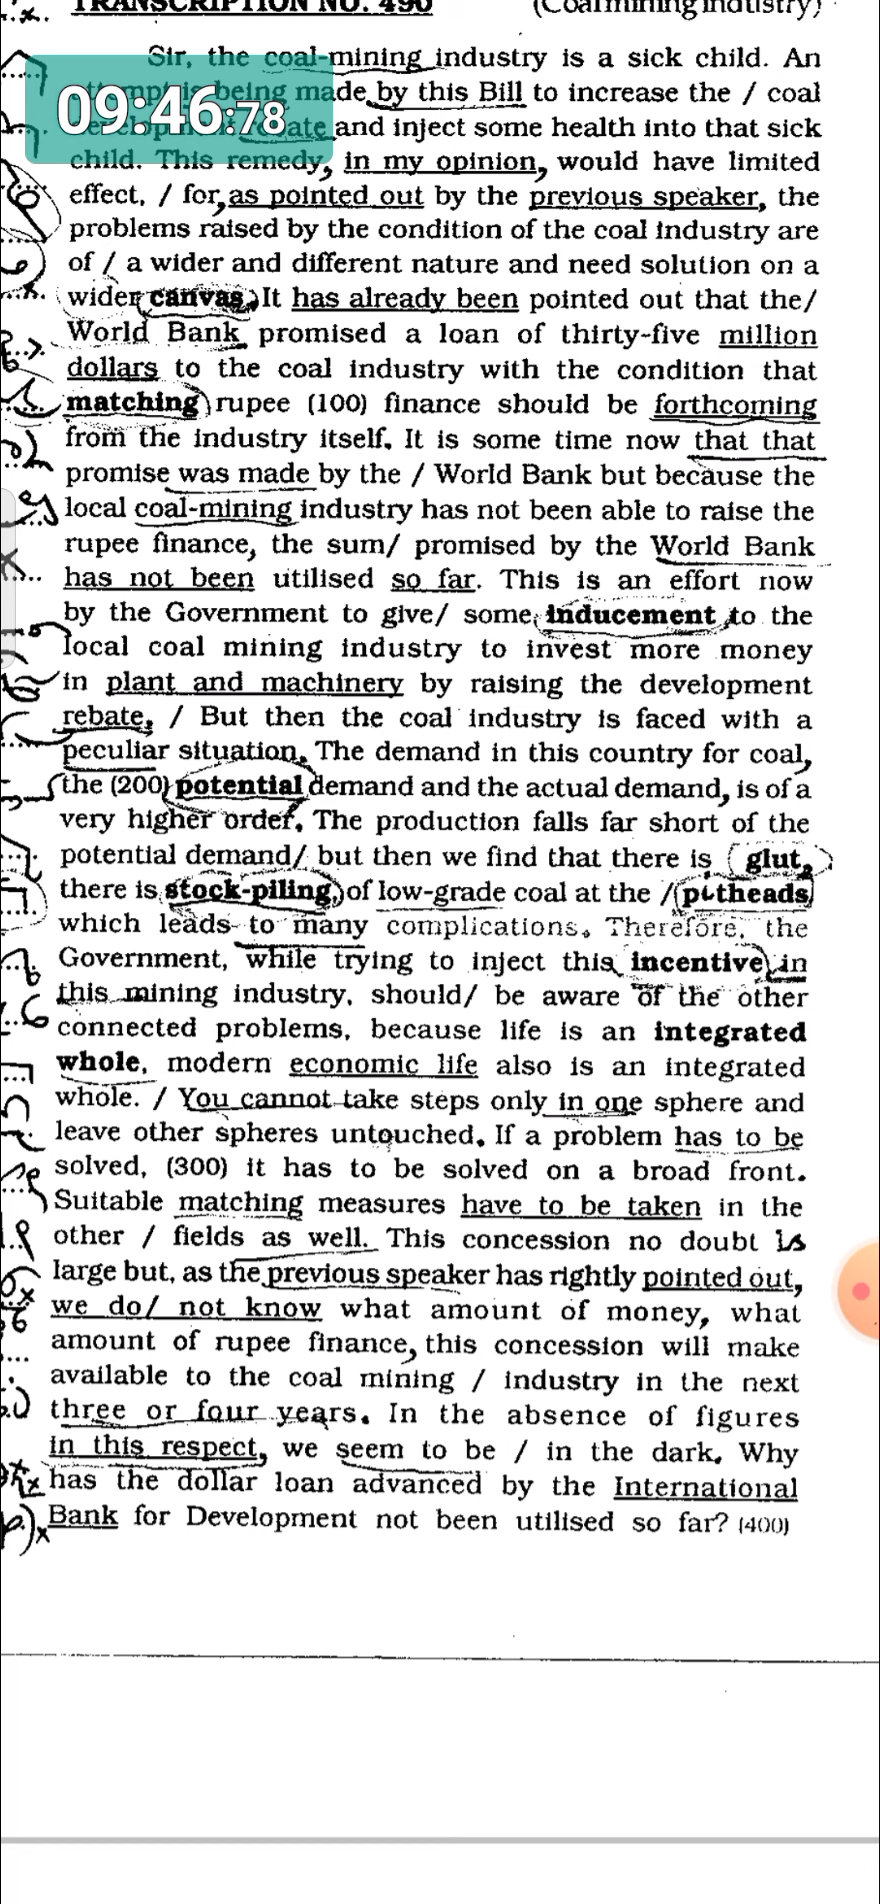 TRANSCRIPTION NO. 490 (Coal mining industry)
Sir, the coal-mining industry is a sick child. An
attempt is being made by this Bill to increase the / coal
09:46:78
development rebate and inject some health into that sick
child. This remedy, in my opinion, would have limited
effect, / for, as pointed out by the previous speaker, the
problems raised by the condition of the coal industry are
of / a wider and different nature and need solution on a
wider canvas. It has already been pointed out that the/
World Bank promised a loan of thirty-five million
dollars to the coal industry with the condition that
matching rupee (100) finance should be forthcoming
from the industry itself. It is some time now that that
promise was made by the / World Bank but because the
local coal-mining industry has not been able to raise the
rupee finance, the sum/ promised by the World Bank
has not been utilised so far. This is an effort now
by the Government to give/ some inducement to the
local coal mining industry to invest more money
in plant and machinery by raising the development
rebate. / But then the coal industry is faced with a
peculiar situation. The demand in this country for coal,
the (200) potential demand and the actual demand, is of a
very higher order. The production falls far short of the
potential demand/ but then we find that there is glut,
there is stock-piling, of low-grade coal at the / pitheads
which leads to many complications. Therefore, the
Government, while trying to inject this incentive in
this mining industry, should/ be aware of the other
connected problems, because life is an integrated
whole, modern economic life also is an integrated
whole. / You cannot take steps only in one sphere and
leave other spheres untouched. If a problem has to be
solved, (300) it has to be solved on a broad front.
Suitable matching measures have to be taken in the
other / fields as well. This concession no doubt is
large but, as the previous speaker has rightly pointed out,
we do/ not know what amount of money, what
amount of rupee finance, this concession will make
available to the coal mining / industry in the next
three or four years. In the absence of figures
in this respect, we seem to be / in the dark. Why
has the dollar loan advanced by the International
Bank for Development not been utilised so far? (400)